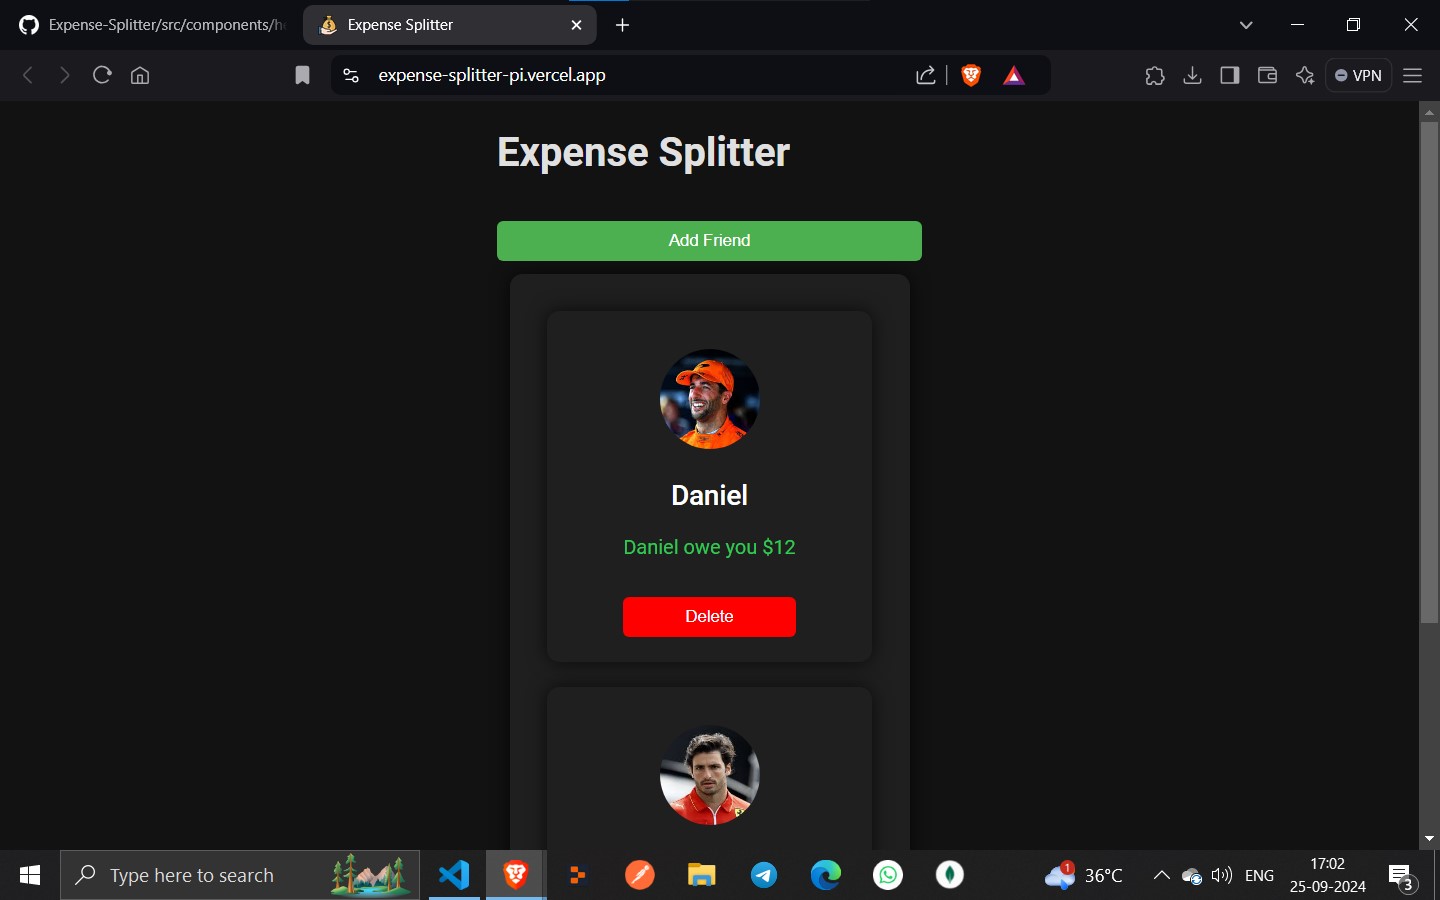 Expense-Splitter/src/components/h
Expense Splitter
expense-splitter-pi.vercel.app
VPN
Expense Splitter
Add Friend
Daniel
Daniel owe you $12
Delete
Type here to search
1
36°C
ENG
17:02
25-09-2024
3